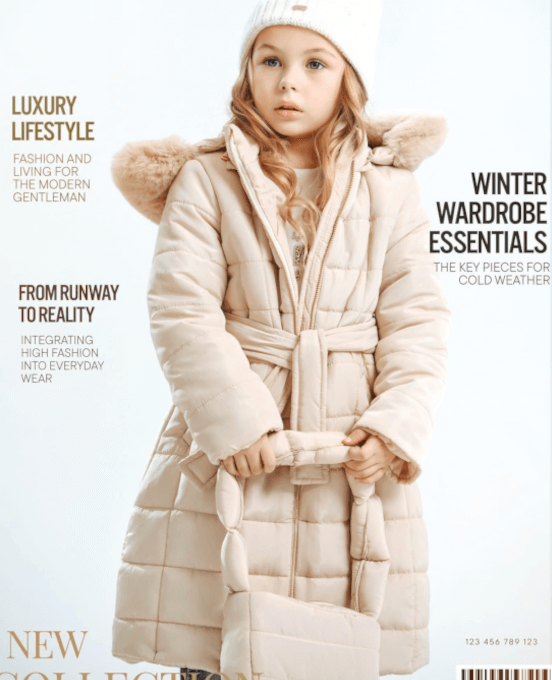 LUXURY
LIFESTYLE
FASHION AND
LIVING FOR
THE MODERN
GENTLEMAN
WINTER
WARDROBE
ESSENTIALS
THE KEY PIECES FOR
COLD WEATHER
FROM RUNWAY
TO REALITY
INTEGRATING
HIGH FASHION
INTO EVERYDAY
WEAR
NEW
COLLECTION
123 456 789 123